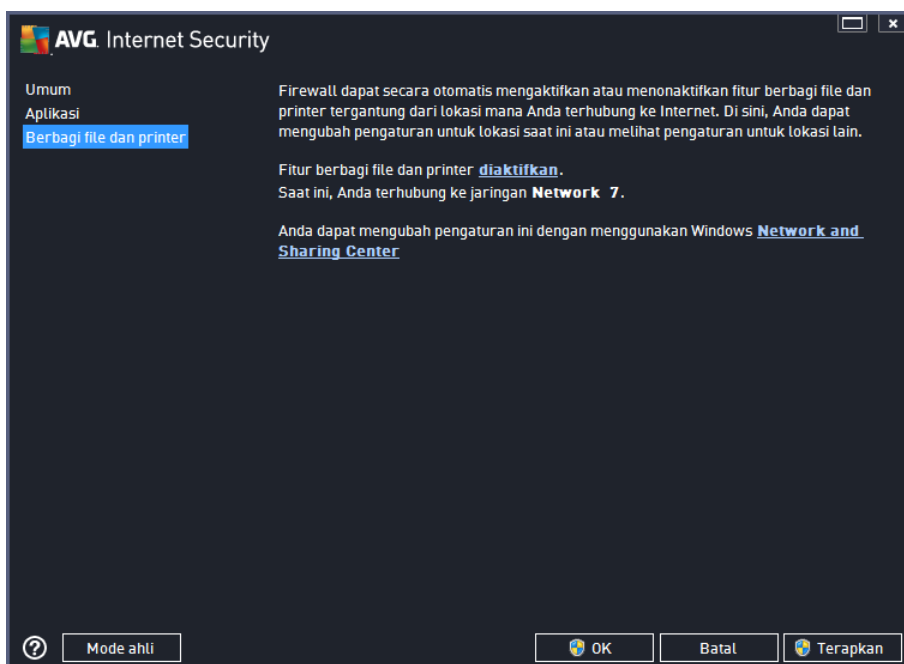 AVG. Internet Security
Umum
Aplikasi
Berbagi file dan printer
Firewall dapat secara otomatis mengaktifkan atau menonaktifkan fitur berbagi file dan
printer tergantung dari lokasi mana Anda terhubung ke Internet. Di sini, Anda dapat
mengubah pengaturan untuk lokasi saat ini atau melihat pengaturan untuk lokasi lain.
Fitur berbagi file dan printer diaktifkan.
Saat ini, Anda terhubung ke jaringan Network 7.
Anda dapat mengubah pengaturan ini dengan menggunakan Windows Network and
Sharing Center
? Mode ahli OK Batal Terapkan